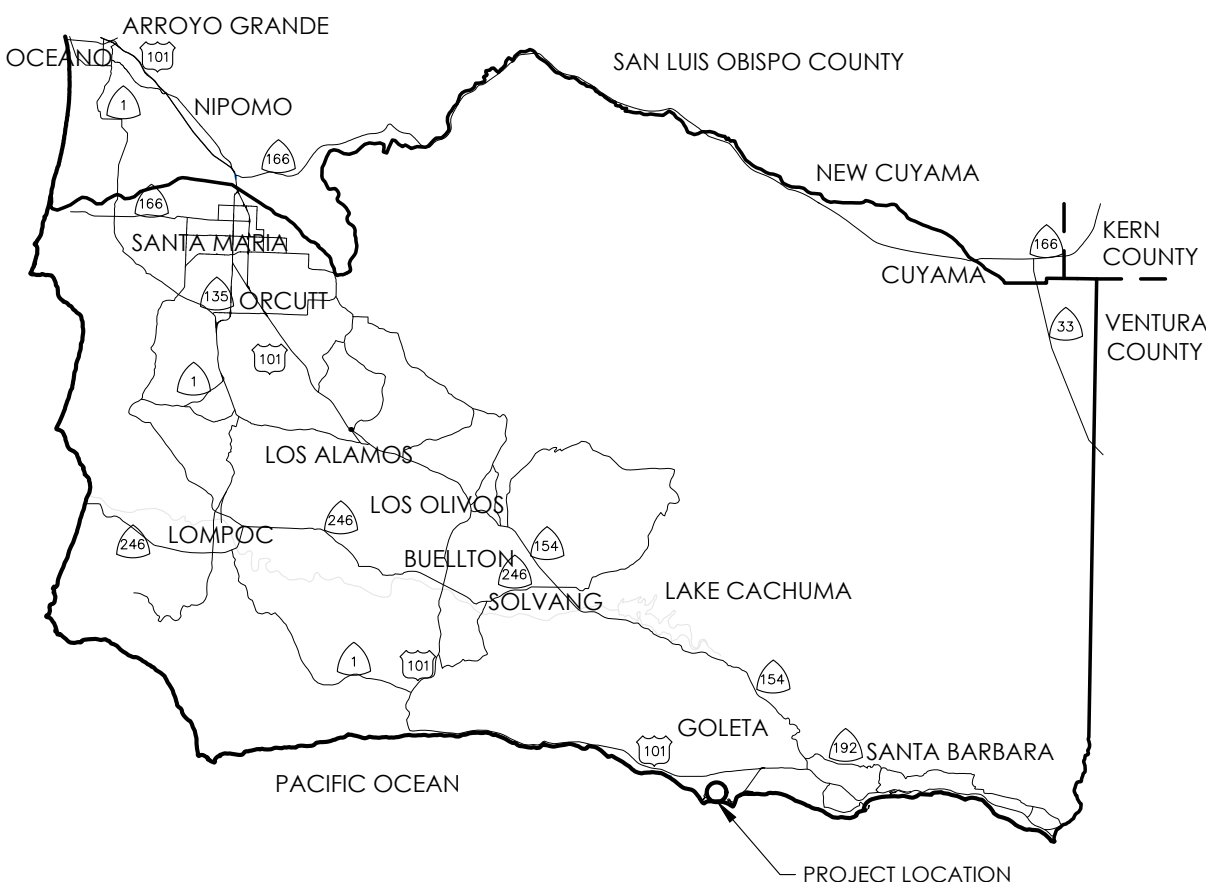 ARROYO GRANDE
OCEANO
101
SAN LUIS OBISPO COUNTY
1
NIPOMO
166
NEW CUYAMA
166
SANTA MARIA
166
KERN
COUNTY
CUYAMA
135
ORCUTT
33
VENTURA
COUNTY
101
1
LOS ALAMOS
LOS OLIVOS
246
LOMPOC
246
BUELLTON
154
246
SOLVANG
LAKE CACHUMA
1
101
154
GOLETA
101
192
SANTA BARBARA
PACIFIC OCEAN
PROJECT LOCATION